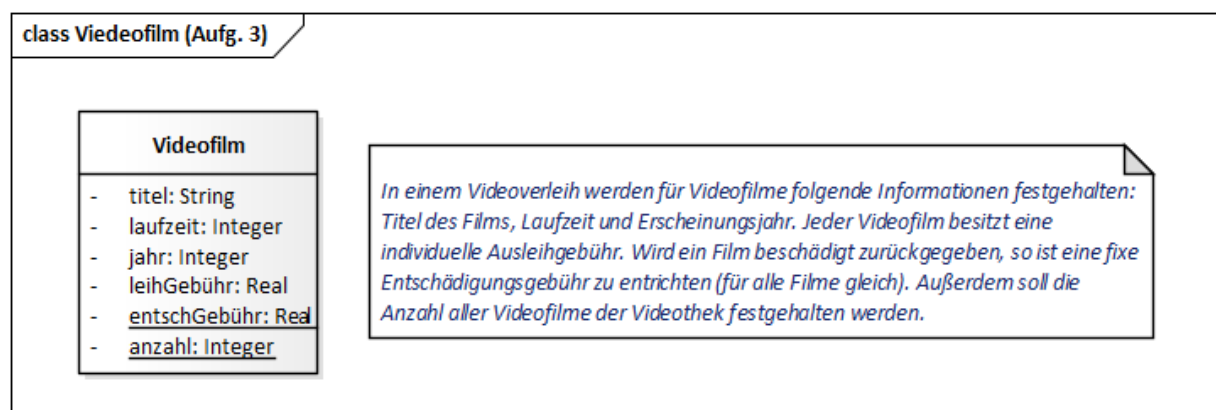 class Viedeofilm (Aufg. 3)
Videofilm
- titel: String
- laufzeit: Integer
- jahr: Integer
- leihGebühr: Real
- entschGebühr: Real
- anzahl: Integer
In einem Videoverleih werden für Videofilme folgende Informationen festgehalten:
Titel des Films, Laufzeit und Erscheinungsjahr. Jeder Videofilm besitzt eine
individuelle Ausleihgebühr. Wird ein Film beschädigt zurückgegeben, so ist eine fixe
Entschädigungsgebühr zu entrichten (für alle Filme gleich). Außerdem soll die
Anzahl aller Videofilme der Videothek festgehalten werden.